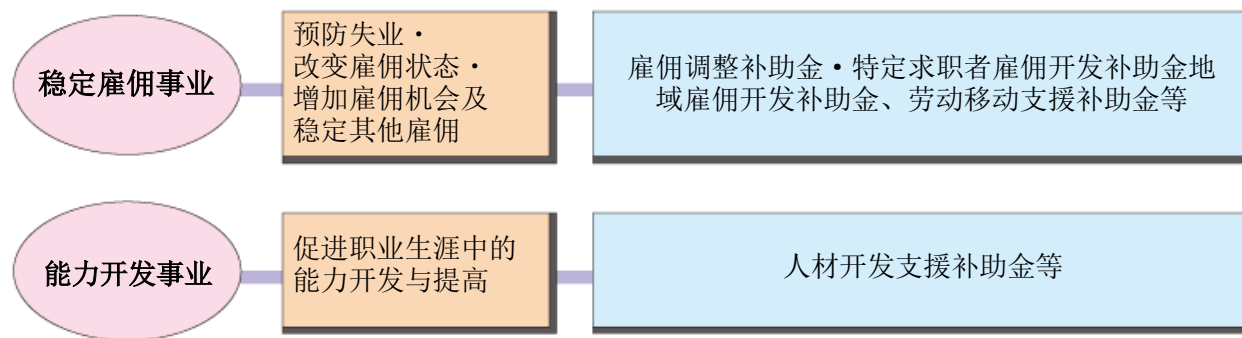 稳定雇佣事业
预防失业・
改变雇佣状态・
增加雇佣机会及
稳定其他雇佣
雇佣调整补助金・特定求职者雇佣开发补助金地
域雇佣开发补助金、劳动移动支援补助金等
能力开发事业
促进职业生涯中的
能力开发与提高
人材开发支援补助金等